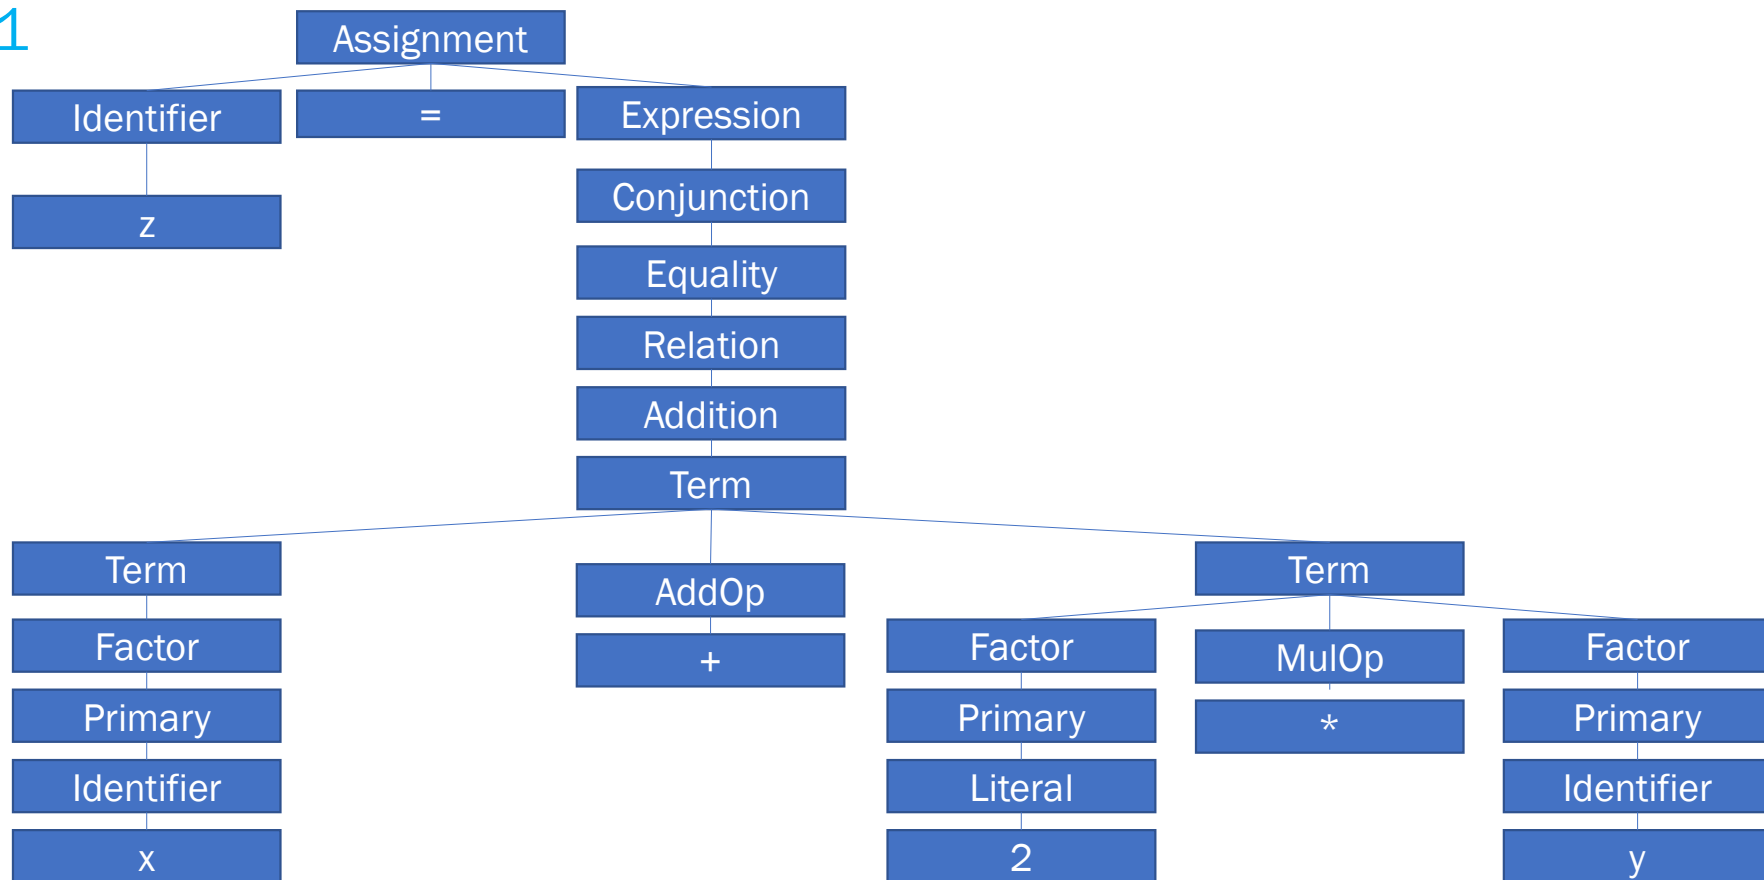 1
Assignment
Identifier
=
Expression
z
Conjunction
Equality
Relation
Addition
Term
Term
AddOp
Term
Factor
+
Factor
MulOp
Factor
Primary
Primary
*
Primary
Identifier
Literal
Identifier
x
2
y